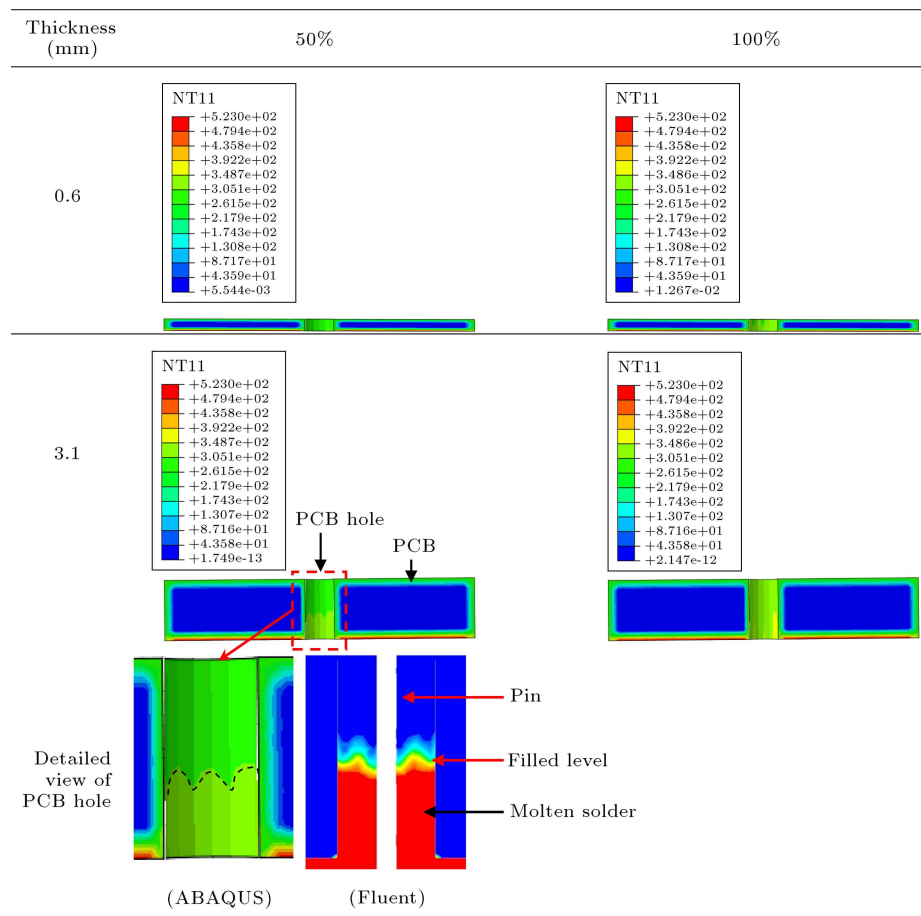 Thickness
(mm)
50%
100%
0.6
NT11
+5.230e+02
+4.794e+02
+4.358e+02
+3.922e+02
+3.487e+02
+3.051e+02
+2.615e+02
+2.179e+02
+1.743e+02
+1.308e+02
+8.717e+01
+4.359e+01
+5.544e-03
NT11
+5.230e+02
+4.794e+02
+4.358e+02
+3.922e+02
+3.486e+02
+3.051e+02
+2.615e+02
+2.179e+02
+1.743e+02
+1.308e+02
+8.717e+01
+4.359e+01
+1.267e-02
3.1
NT11
+5.230e+02
+4.794e+02
+4.358e+02
+3.922e+02
+3.487e+02
+3.051e+02
+2.615e+02
+2.179e+02
+1.743e+02
+1.307e+02
+8.716e+01
+4.358e+01
+1.749e-13
NT11
+5.230e+02
+4.794e+02
+4.358e+02
+3.922e+02
+3.486e+02
+3.051e+02
+2.615e+02
+2.179e+02
+1.743e+02
+1.307e+02
+8.716e+01
+4.358e+01
+2.147e-12
PCB hole
PCB
Detailed
view of
PCB hole
Pin
Filled level
Molten solder
(ABAQUS)
(Fluent)